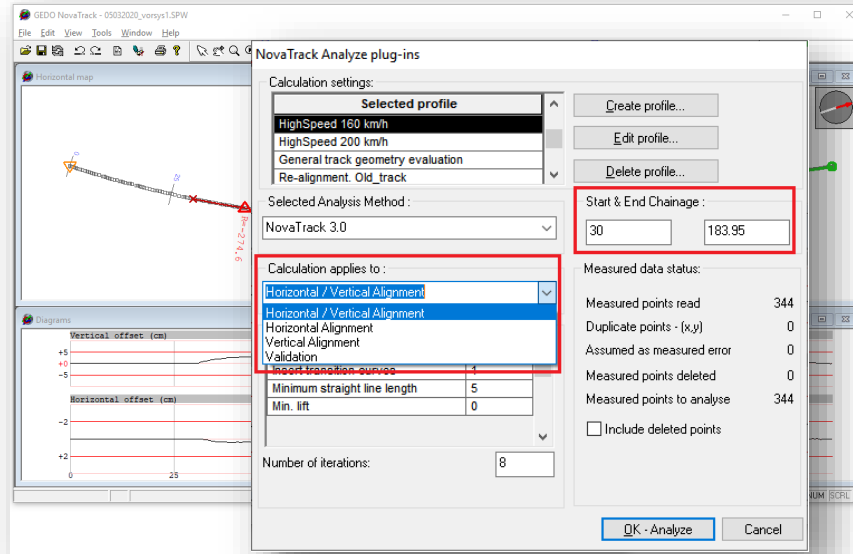 GEDO NovaTrack - 05032020_vorsys1.SPW
File Edit View Tools Window Help
Horizontal map
0
25
R=-274.6
NovaTrack Analyze plug-ins
Calculation settings:
Selected profile
HighSpeed 160 km/h
HighSpeed 200 km/h
General track geometry evaluation
Re-alignment. Old_track
Create profile...
Edit profile...
Delete profile...
Selected Analysis Method :
NovaTrack 3.0
Start & End Chainage :
30 183.95
Calculation applies to :
Horizontal / Vertical Alignment
Horizontal / Vertical Alignment
Horizontal Alignment
Vertical Alignment
Validation
Insert transition curves 1
Minimum straight line length 5
Min. lift 0
Number of iterations: 8
Measured data status:
Measured points read 344
Duplicate points - (x,y) 0
Assumed as measured error 0
Measured points deleted 0
Measured points to analyse 344
Include deleted points
OK - Analyze Cancel
Diagrams
Vertical offset (cm)
+5
+0
-5
Horizontal offset (cm)
-2
+2
0 25
NUM SCRL